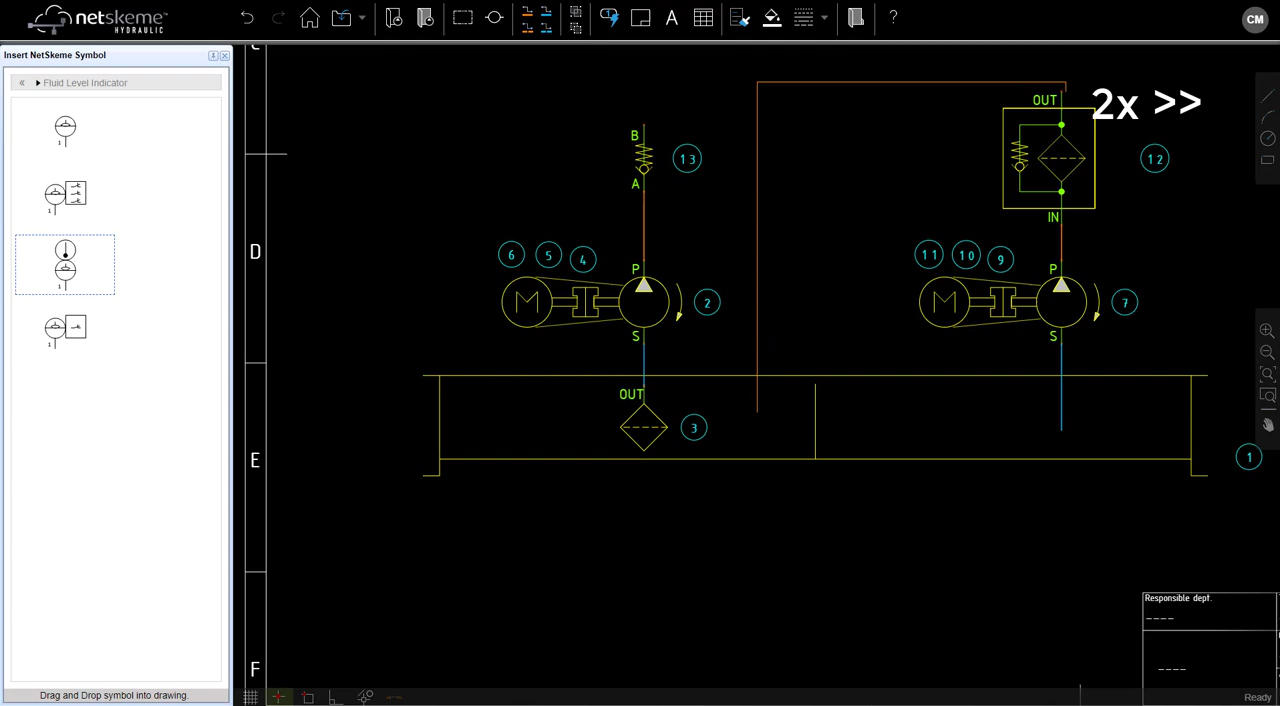 netskeme™
HYDRAULIC
A
?
CM
Insert NetSkeme Symbol
« Fluid Level Indicator
1
1
1
1
Drag and Drop symbol into drawing.
D
E
F
B
A
13
OUT
2x >>
IN
12
6
5
4
P
2
S
11
10
9
P
7
S
OUT
3
1
M
M
Responsible dept.
----
----
Ready